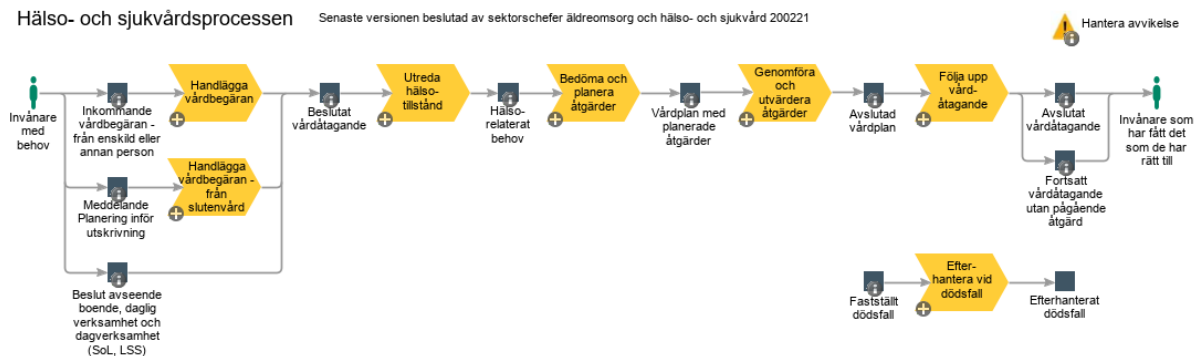 Hälso- och sjukvårdsprocessen
Senaste versionen beslutad av sektorschefer äldreomsorg och hälso- och sjukvård 200221
Hantera avvikelse
Invånare
med
behov
Inkommande
vårdbegäran -
från enskild eller
annan person
Handlägga
vårdbegäran
Meddelande
Planering inför
utskrivning
Handlägga
vårdbegäran -
från
slutenvård
Beslut avseende
boende, daglig
verksamhet och
dagverksamhet
(SoL, LSS)
Beslutat
vårdåtagande
Utreda
hälso-
tillstånd
Hälso-
relaterat
behov
Bedöma och
planera
åtgärder
Vårdplan med
planerade
åtgärder
Genomföra
och
utvärdera
åtgärder
Avslutad
vårdplan
Följa upp
vård-
åtagande
Avslutat
vårdåtagande
Fortsatt
vårdåtagande
utan pågående
åtgärd
Invånare som
har fått det
som de har
rätt till
Fastställt
dödsfall
Efter-
hantera vid
dödsfall
Efterhanterat
dödsfall